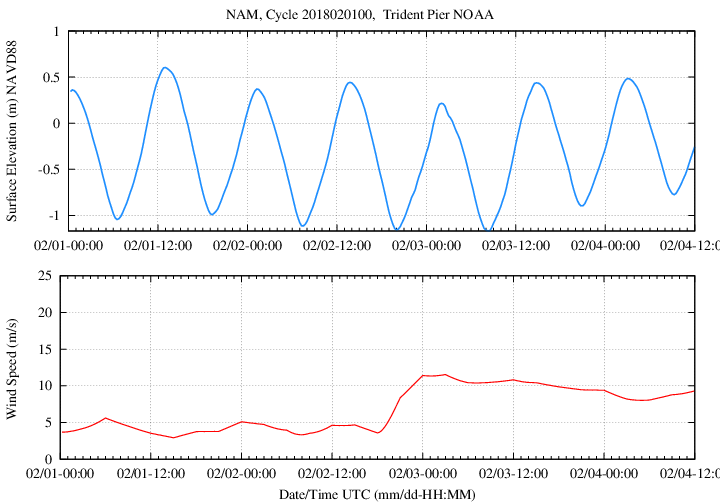 NAM, Cycle 2018020100,  Trident Pier NOAA
Surface Elevation (m) NAVD88
1
0.5
0
-0.5
-1
02/01-00:00 02/01-12:00 02/02-00:00 02/02-12:00 02/03-00:00 02/03-12:00 02/04-00:00 02/04-12:0
Wind Speed (m/s)
25
20
15
10
5
0
02/01-00:00 02/01-12:00 02/02-00:00 02/02-12:00 02/03-00:00 02/03-12:00 02/04-00:00 02/04-12:0
Date/Time UTC (mm/dd-HH:MM)